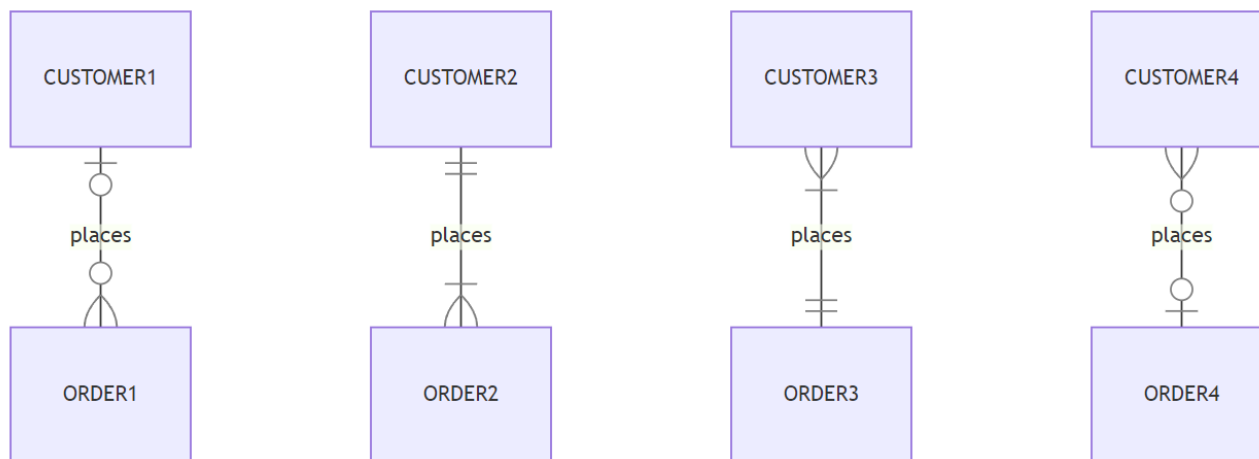 CUSTOMER1
CUSTOMER2
CUSTOMER3
CUSTOMER4
places
places
places
places
ORDER1
ORDER2
ORDER3
ORDER4